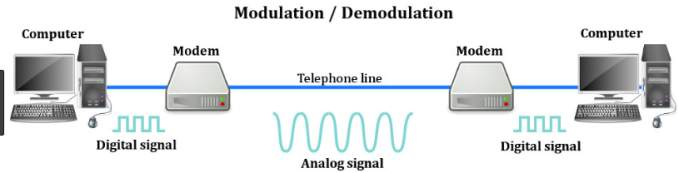 Modulation / Demodulation
Computer
Modem
Telephone line
Modem
Computer
Digital signal
Analog signal
Digital signal